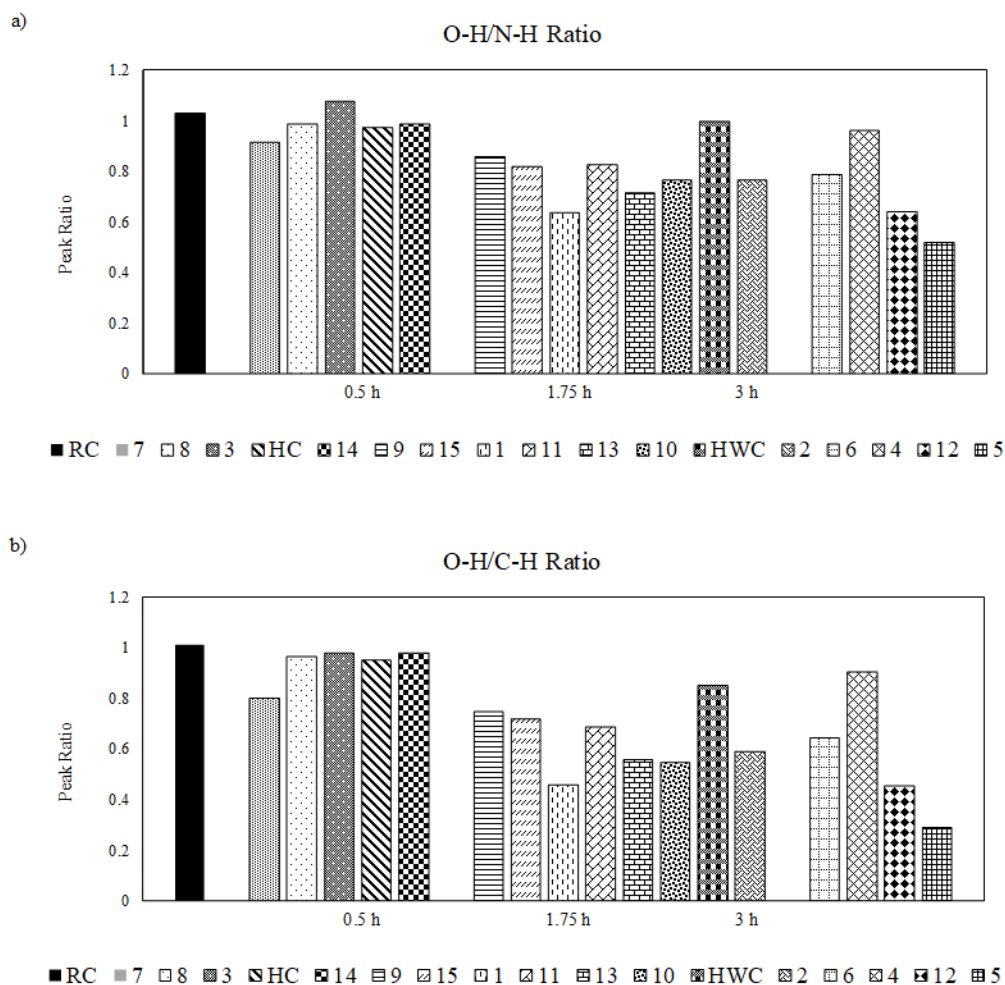 a)
O-H/N-H Ratio
1.2
1
0.8
0.6
0.4
0.2
0
Peak Ratio
0.5 h 1.75 h 3 h
RC 7 8 3 HC 14 9 15 1 11 13 10 HWC 2 6 4 12 5
b)
O-H/C-H Ratio
1.2
1
0.8
0.6
0.4
0.2
0
Peak Ratio
0.5 h 1.75 h 3 h
RC 7 8 3 HC 14 9 15 1 11 13 10 HWC 2 6 4 12 5